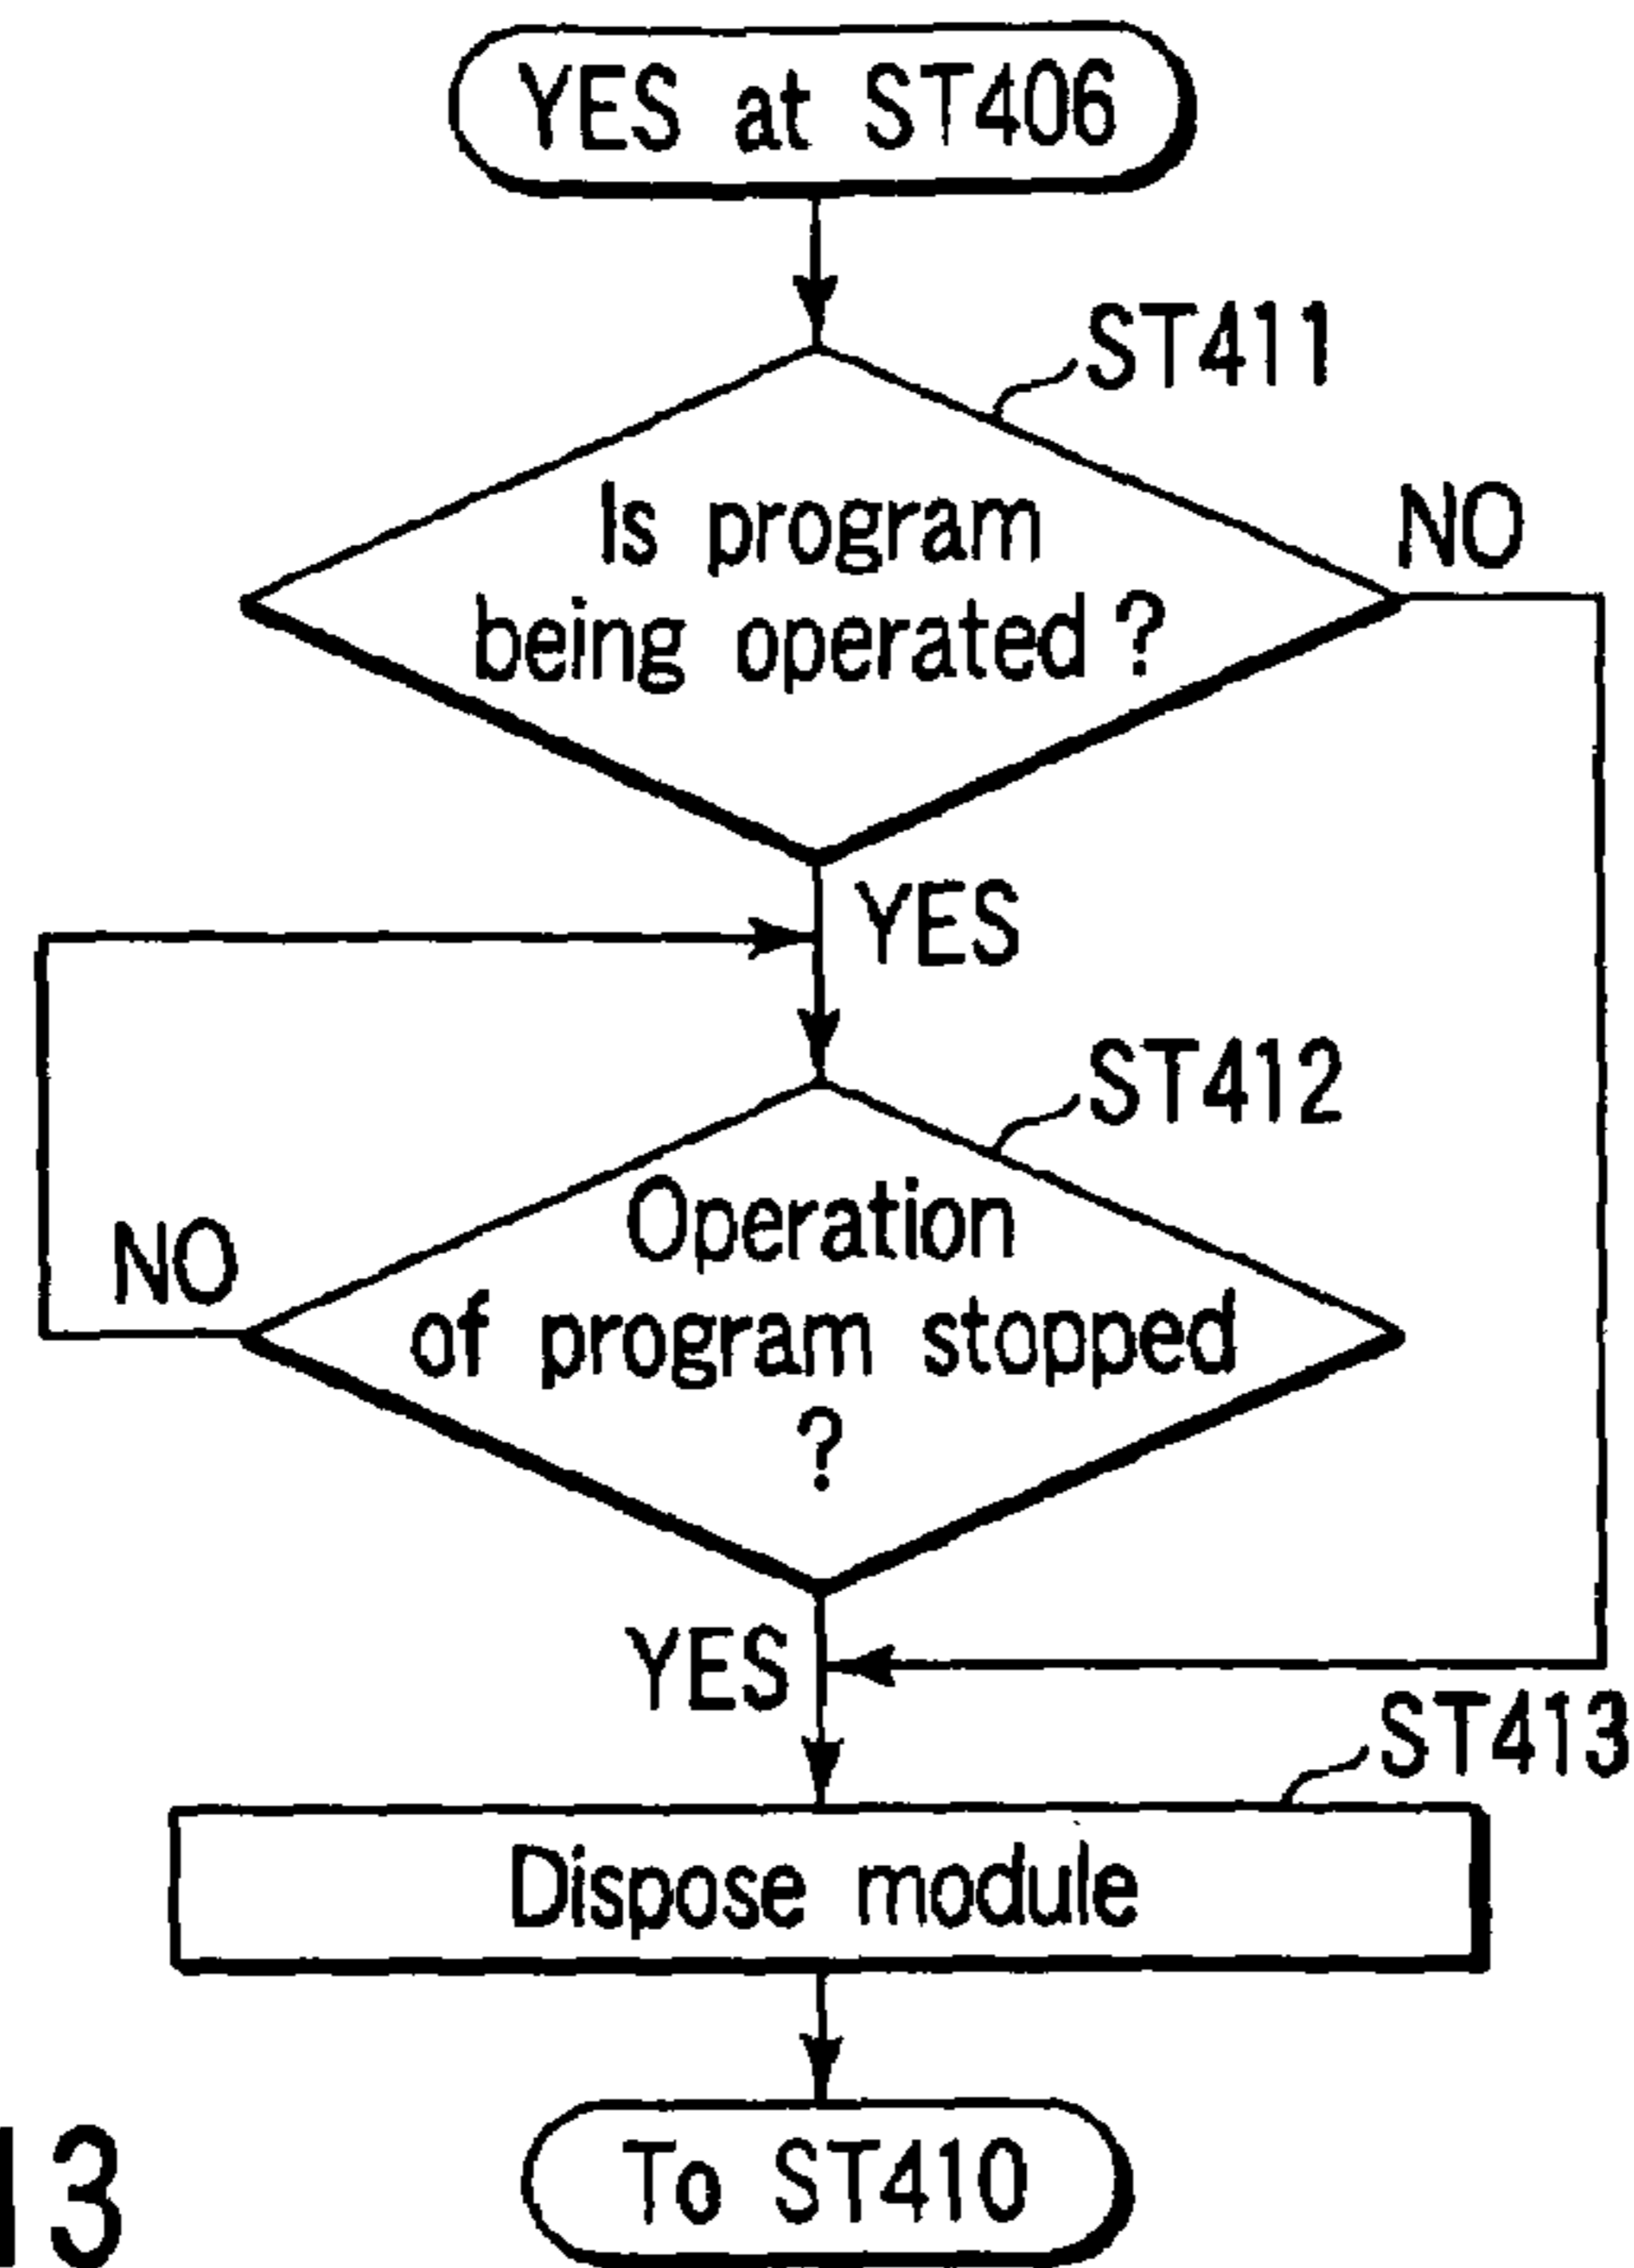 YES at ST406
ST411
Is program
being operated ?
NO
YES
ST412
Operation
of program stopped
?
NO
YES
ST413
Dispose module
To ST410
13